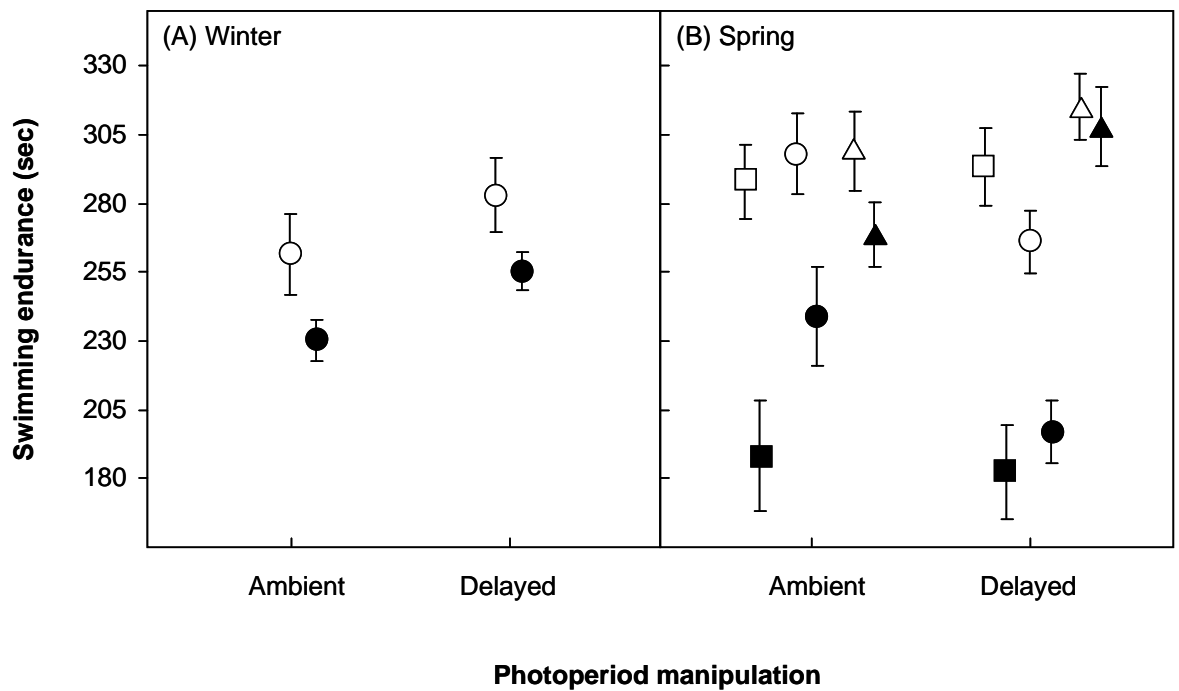 (A) Winter
(B) Spring
330
305
280
255
230
205
180
Swimming endurance (sec)
Ambient
Delayed
Ambient
Delayed
Photoperiod manipulation